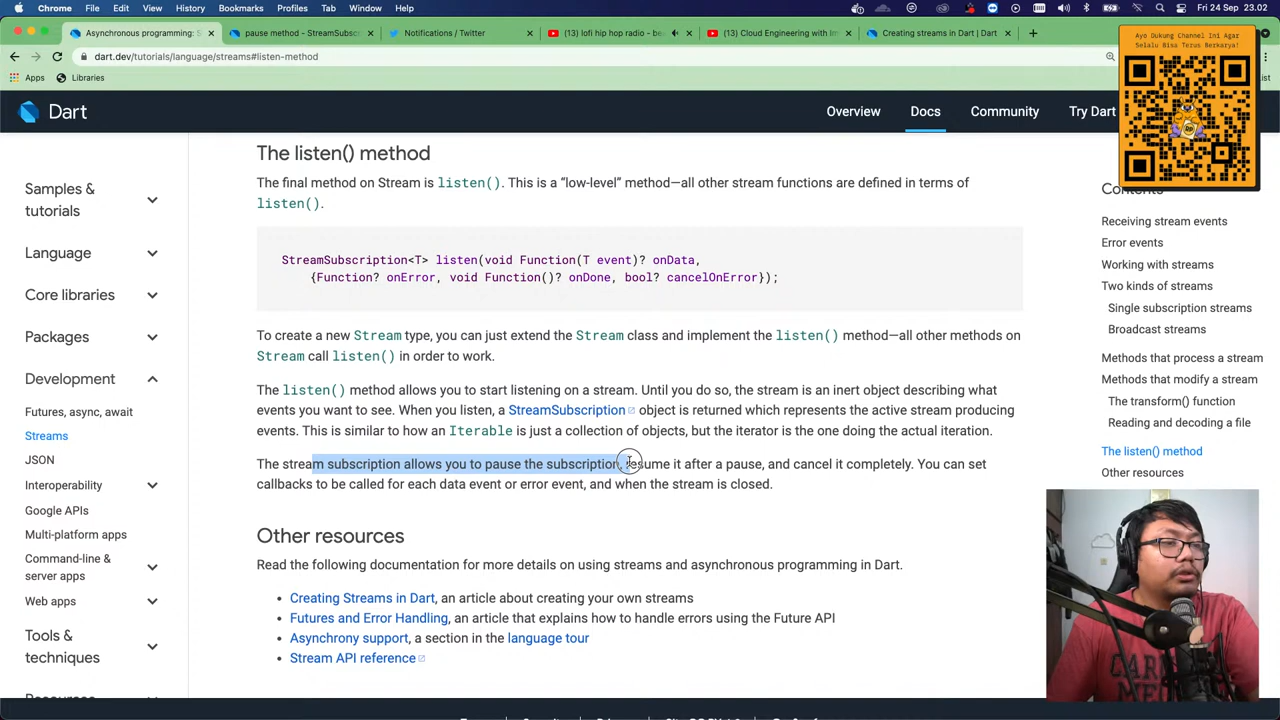 Chrome File Edit View History Bookmarks Profiles Tab Window Help
Fri 24 Sep 23.02
Asynchronous programming: S
pause method - StreamSubsc
Notifications / Twitter
(13) lofi hip hop radio - be
(13) Cloud Engineering with Im
Creating streams in Dart | Dart
dart.dev/tutorials/language/streams#listen-method
Apps
Libraries
Ayo Dukung Channel Ini Agar
Selalu Bisa Terus Berkarya!
Dart
Overview
Docs
Community
Try Dart
Samples &
tutorials
Language
Core libraries
Packages
Development
Futures, async, await
Streams
JSON
Interoperability
Google APIs
Multi-platform apps
Command-line &
server apps
Web apps
Tools &
techniques
Resources
The listen() method
The final method on Stream is listen(). This is a “low-level” method—all other stream functions are defined in terms of
listen().
StreamSubscription<T> listen(void Function(T event)? onData,
{Function? onError, void Function()? onDone, bool? cancelOnError});
To create a new Stream type, you can just extend the Stream class and implement the listen() method—all other methods on
Stream call listen() in order to work.
The listen() method allows you to start listening on a stream. Until you do so, the stream is an inert object describing what
events you want to see. When you listen, a StreamSubscription object is returned which represents the active stream producing
events. This is similar to how an Iterable is just a collection of objects, but the iterator is the one doing the actual iteration.
The stream subscription allows you to pause the subscription, resume it after a pause, and cancel it completely. You can set
callbacks to be called for each data event or error event, and when the stream is closed.
Other resources
Read the following documentation for more details on using streams and asynchronous programming in Dart.
• Creating Streams in Dart, an article about creating your own streams
• Futures and Error Handling, an article that explains how to handle errors using the Future API
• Asynchrony support, a section in the language tour
• Stream API reference
Contents
Receiving stream events
Error events
Working with streams
Two kinds of streams
Single subscription streams
Broadcast streams
Methods that process a stream
Methods that modify a stream
The transform() function
Reading and decoding a file
The listen() method
Other resources